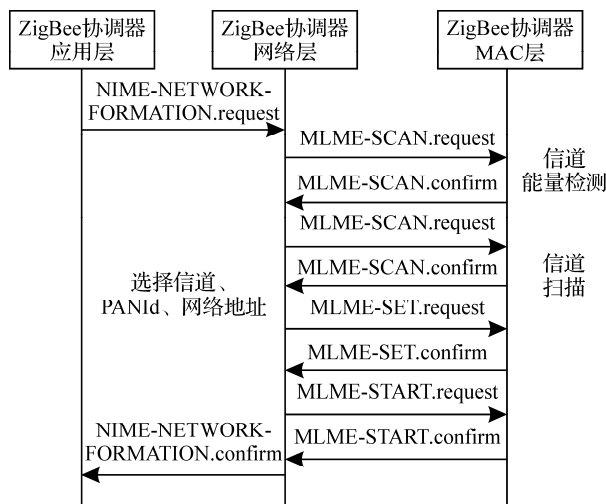 ZigBee协调器
应用层
ZigBee协调器
网络层
ZigBee协调器
MAC层
NIME-NETWORK-
FORMATION.request
MLME-SCAN.request
信道
能量检测
MLME-SCAN.confirm
MLME-SCAN.request
MLME-SCAN.confirm
信道
扫描
选择信道、
PANId、网络地址
MLME-SET.request
MLME-SET.confirm
MLME-START.request
NIME-NETWORK-
FORMATION.confirm
MLME-START.confirm